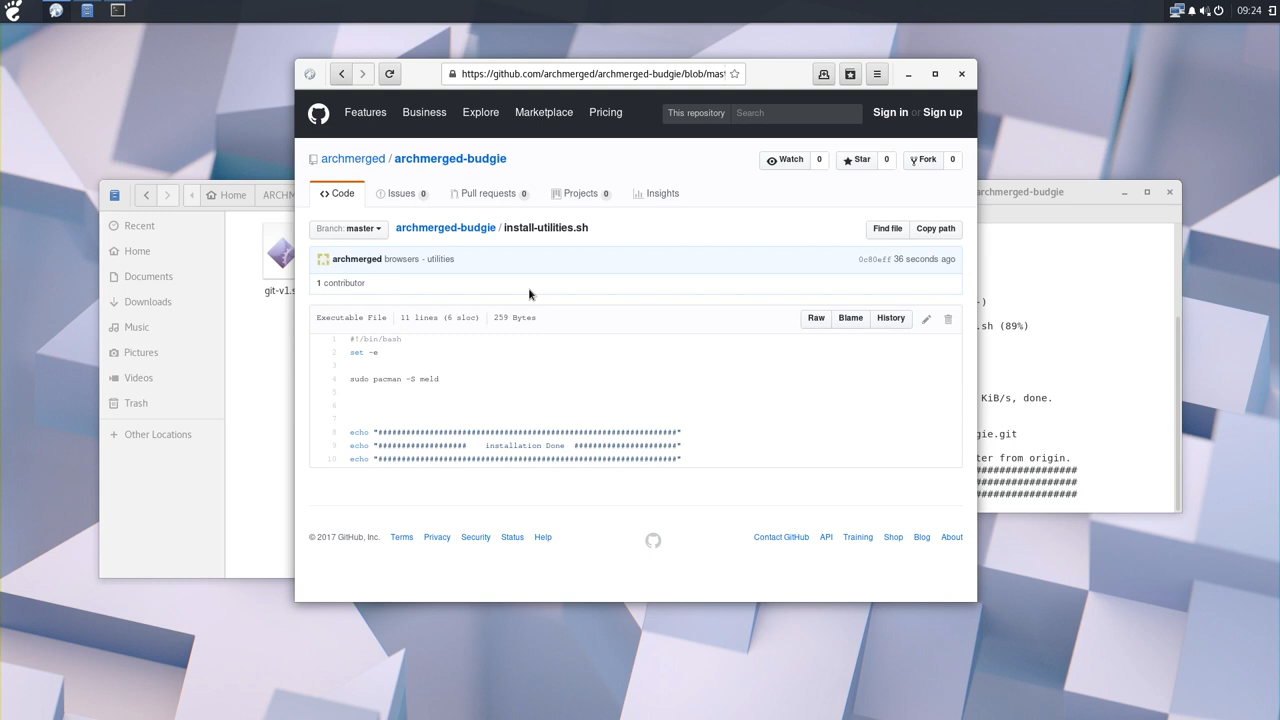 09:24
https://github.com/archmerged/archmerged-budgie/blob/mas
Features Business Explore Marketplace Pricing This repository Search Sign in or Sign up
archmerged / archmerged-budgie
Watch 0 Star 0 Fork 0
Code Issues 0 Pull requests 0 Projects 0 Insights
Branch: master archmerged-budgie / install-utilities.sh Find file Copy path
archmerged browsers - utilities 0c80eff 36 seconds ago
1 contributor
Executable File 11 lines (6 sloc) 259 Bytes Raw Blame History
1 #!/bin/bash
2 set -e
3
4 sudo pacman -S meld
5
6
7
8 echo "################################################################"
9 echo "################### installation Done ######################"
10 echo "################################################################"
© 2017 GitHub, Inc. Terms Privacy Security Status Help
Contact GitHub API Training Shop Blog About
Home ARCHM
Recent
Home
Documents
Downloads
Music
Pictures
Videos
Trash
Other Locations
git-v1.s
archmerged-budgie
-)
.sh (89%)
KiB/s, done.
gie.git
ter from origin.
#################
#################
#################